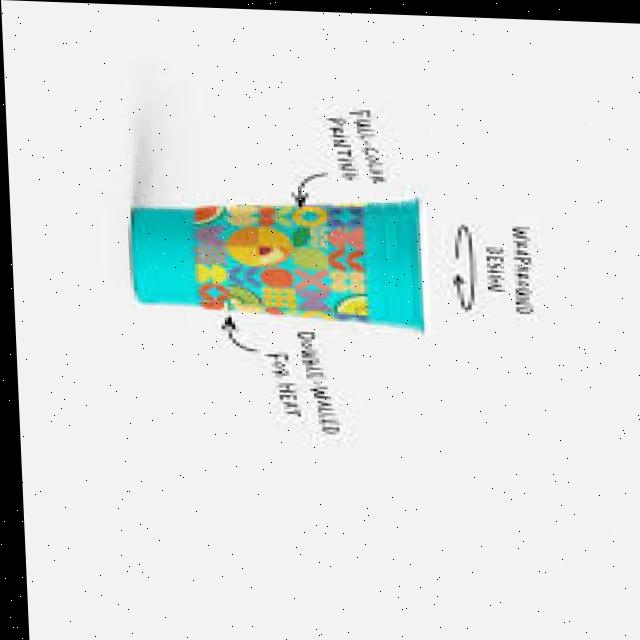 WRAPAROUND
DESIGN
FULL-COLOR
PRINTING
DOUBLE-WALLED
FOR HEAT